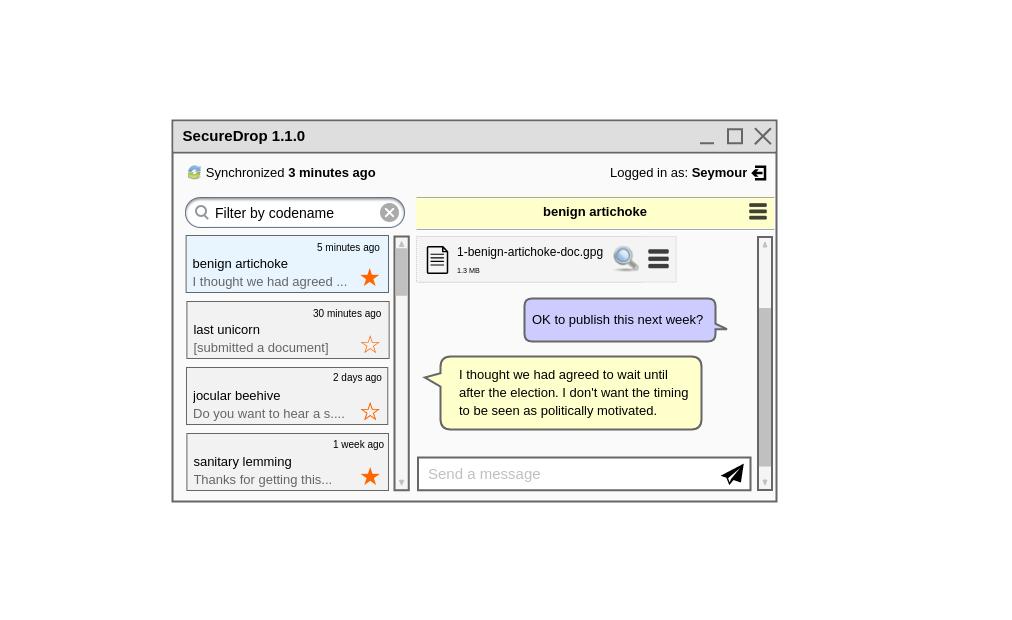 SecureDrop 1.1.0
Synchronized 3 minutes ago
Logged in as: Seymour
Filter by codename
benign artichoke
5 minutes ago
benign artichoke
I thought we had agreed ...
30 minutes ago
last unicorn
[submitted a document]
2 days ago
jocular beehive
Do you want to hear a s....
1 week ago
sanitary lemming
Thanks for getting this...
1-benign-artichoke-doc.gpg
1.3 MB
OK to publish this next week?
I thought we had agreed to wait until
after the election. I don't want the timing
to be seen as politically motivated.
Send a message